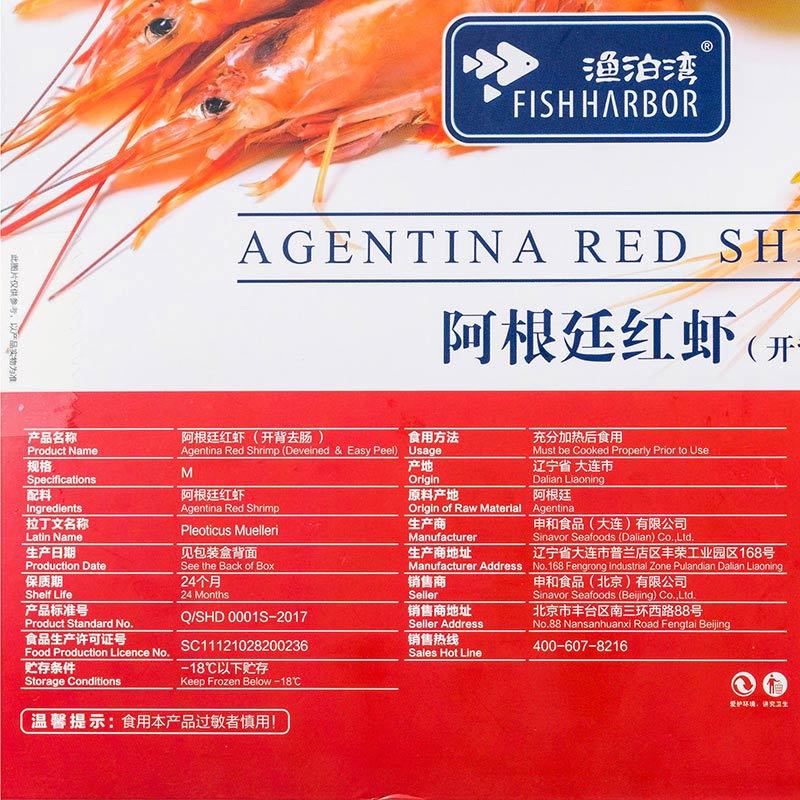 渔泊湾®
FISHHARBOR
AGENTINA RED SH
阿根廷红虾（开
此图片仅供参考，以产品实物为准
产品名称 阿根廷红虾（开背去肠）
Product Name Agentina Red Shrimp (Deveined & Easy Peel)
规格
Specifications M
配料 阿根廷红虾
Ingredients Agentina Red Shrimp
拉丁文名称
Latin Name Pleoticus Muelleri
生产日期 见包装盒背面
Production Date See the Back of Box
保质期 24个月
Shelf Life 24 Months
产品标准号
Product Standard No. Q/SHD 0001S-2017
食品生产许可证号
Food Production Licence No. SC11121028200236
贮存条件 -18℃以下贮存
Storage Conditions Keep Frozen Below -18℃
食用方法 充分加热后食用
Usage Must be Cooked Properly Prior to Use
产地 辽宁省 大连市
Origin Dalian Liaoning
原料产地 阿根廷
Origin of Raw Material Agentina
生产商 申和食品（大连）有限公司
Manufacturer Sinavor Seafoods (Dalian) Co.,Ltd.
生产商地址 辽宁省大连市普兰店区丰荣工业园区168号
Manufacturer Address No.168 Fengrong Industrial Zone Pulandian Dalian Liaoning
销售商 申和食品（北京）有限公司
Seller Sinavor Seafoods (Beijing) Co.,Ltd.
销售商地址 北京市丰台区南三环西路88号
Seller Address No.88 Nansanhuanxi Road Fengtai Beijing
销售热线
Sales Hot Line 400-607-8216
爱护环境，讲究卫生
温馨提示：食用本产品过敏者慎用！